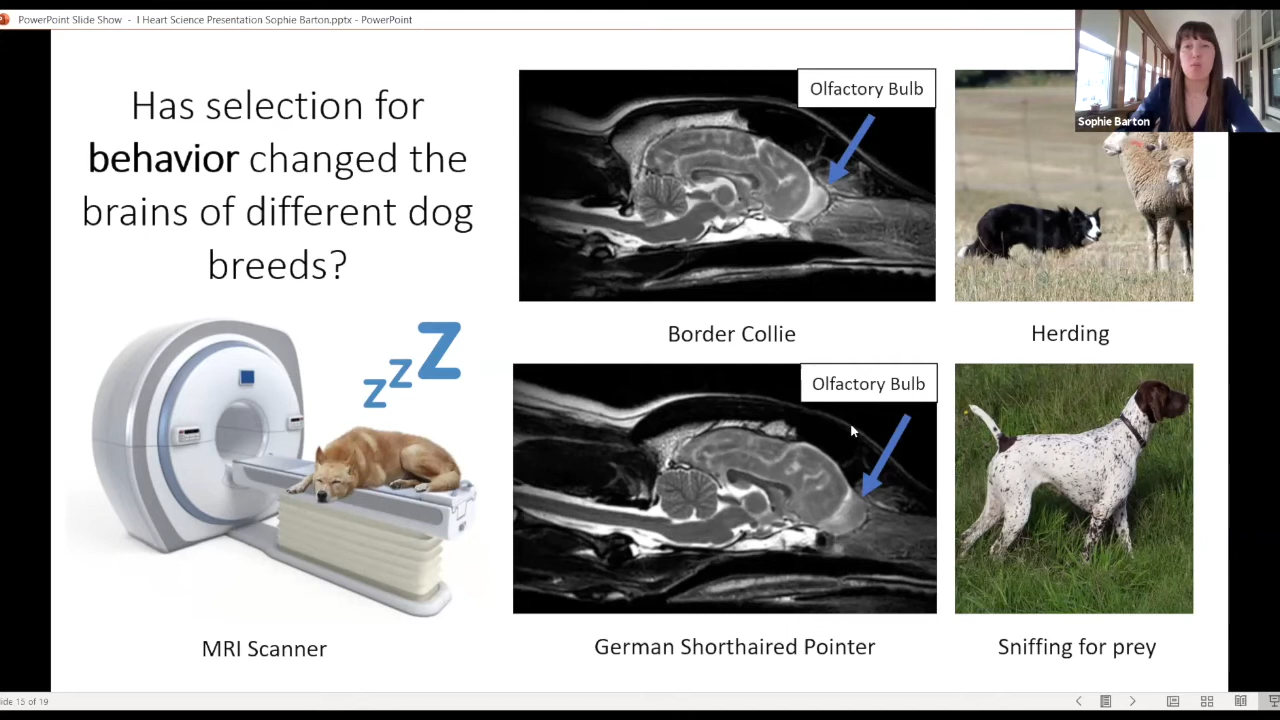 PowerPoint Slide Show - I Heart Science Presentation Sophie Barton.pptx - PowerPoint
Has selection for
behavior changed the
brains of different dog
breeds?
zzZ
MRI Scanner
Olfactory Bulb
Border Collie
Olfactory Bulb
German Shorthaired Pointer
Sophie Barton
Herding
Sniffing for prey
lide 15 of 19